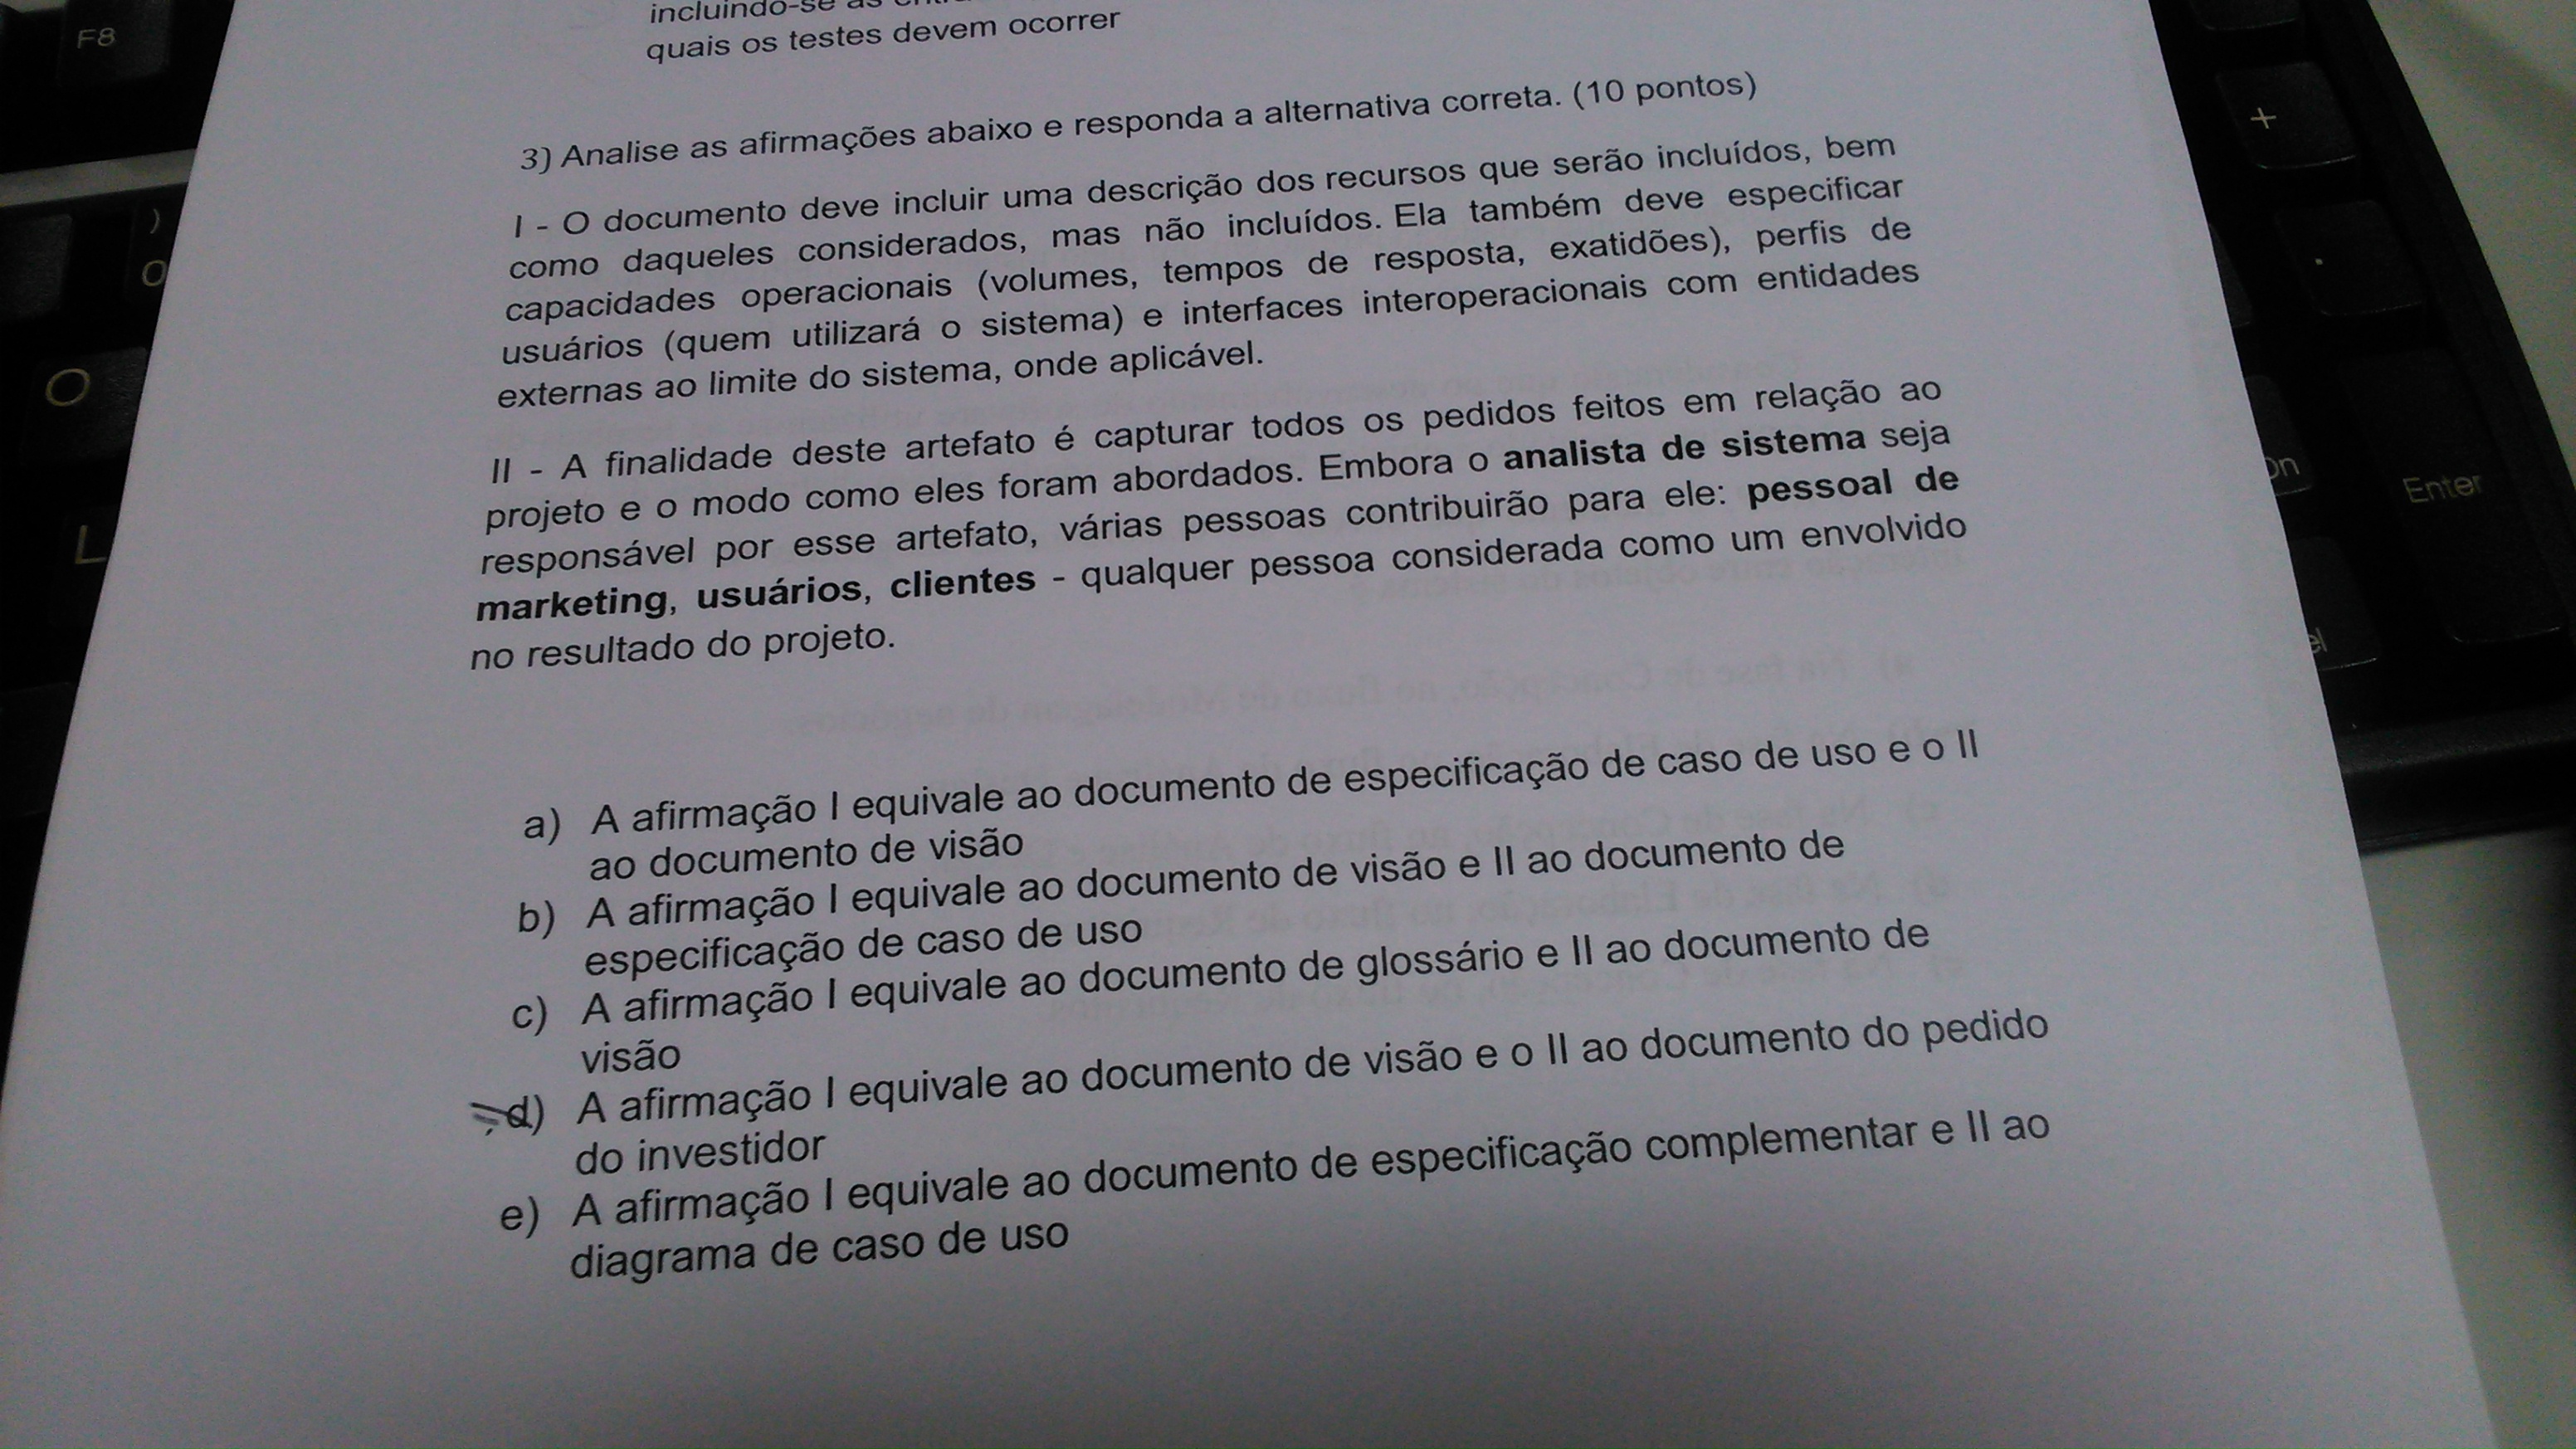 F8
incluindo-se as
quais os testes devem ocorrer
3) Analise as afirmações abaixo e responda a alternativa correta. (10 pontos)
I - O documento deve incluir uma descrição dos recursos que serão incluídos, bem
como daqueles considerados, mas não incluídos. Ela também deve especificar
capacidades operacionais (volumes, tempos de resposta, exatidões), perfis de
usuários (quem utilizará o sistema) e interfaces interoperacionais com entidades
externas ao limite do sistema, onde aplicável.
II - A finalidade deste artefato é capturar todos os pedidos feitos em relação ao
projeto e o modo como eles foram abordados. Embora o analista de sistema seja
responsável por esse artefato, várias pessoas contribuirão para ele: pessoal de
marketing, usuários, clientes - qualquer pessoa considerada como um envolvido
no resultado do projeto.
a) A afirmação I equivale ao documento de especificação de caso de uso e o II
ao documento de visão
b) A afirmação I equivale ao documento de visão e II ao documento de
especificação de caso de uso
c) A afirmação I equivale ao documento de glossário e II ao documento de
visão
d) A afirmação I equivale ao documento de visão e o II ao documento do pedido
do investidor
e) A afirmação I equivale ao documento de especificação complementar e II ao
diagrama de caso de uso
)
0
O
L
+
.
Enter